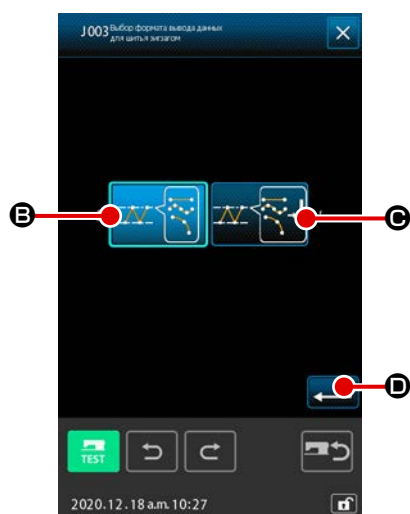 J003 Выбор формата вывода данных
для шитья зигзагом
B
C
D
TEST
2020.12.18 a.m.10:27